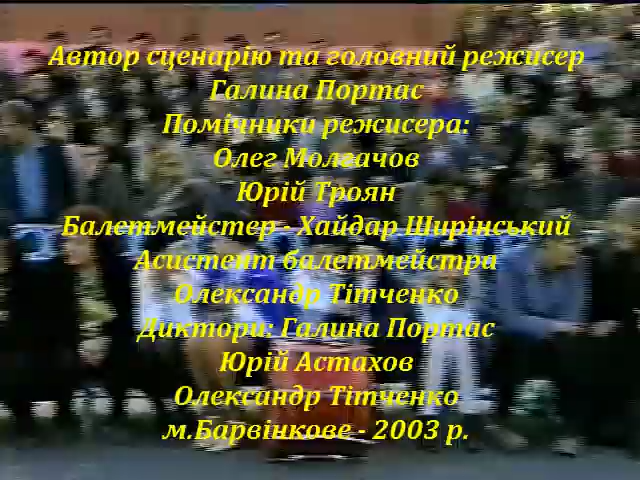 Автор сценарію та головний режисер
Галина Портас
Помічники режисера:
Олег Молгачов
Юрій Троян
Балетмейстер - Хайдар Ширінський
Асистент балетмейстра
Олександр Тітченко
Диктори: Галина Портас
Юрій Астахов
Олександр Тітченко
м.Барвінкове - 2003 р.